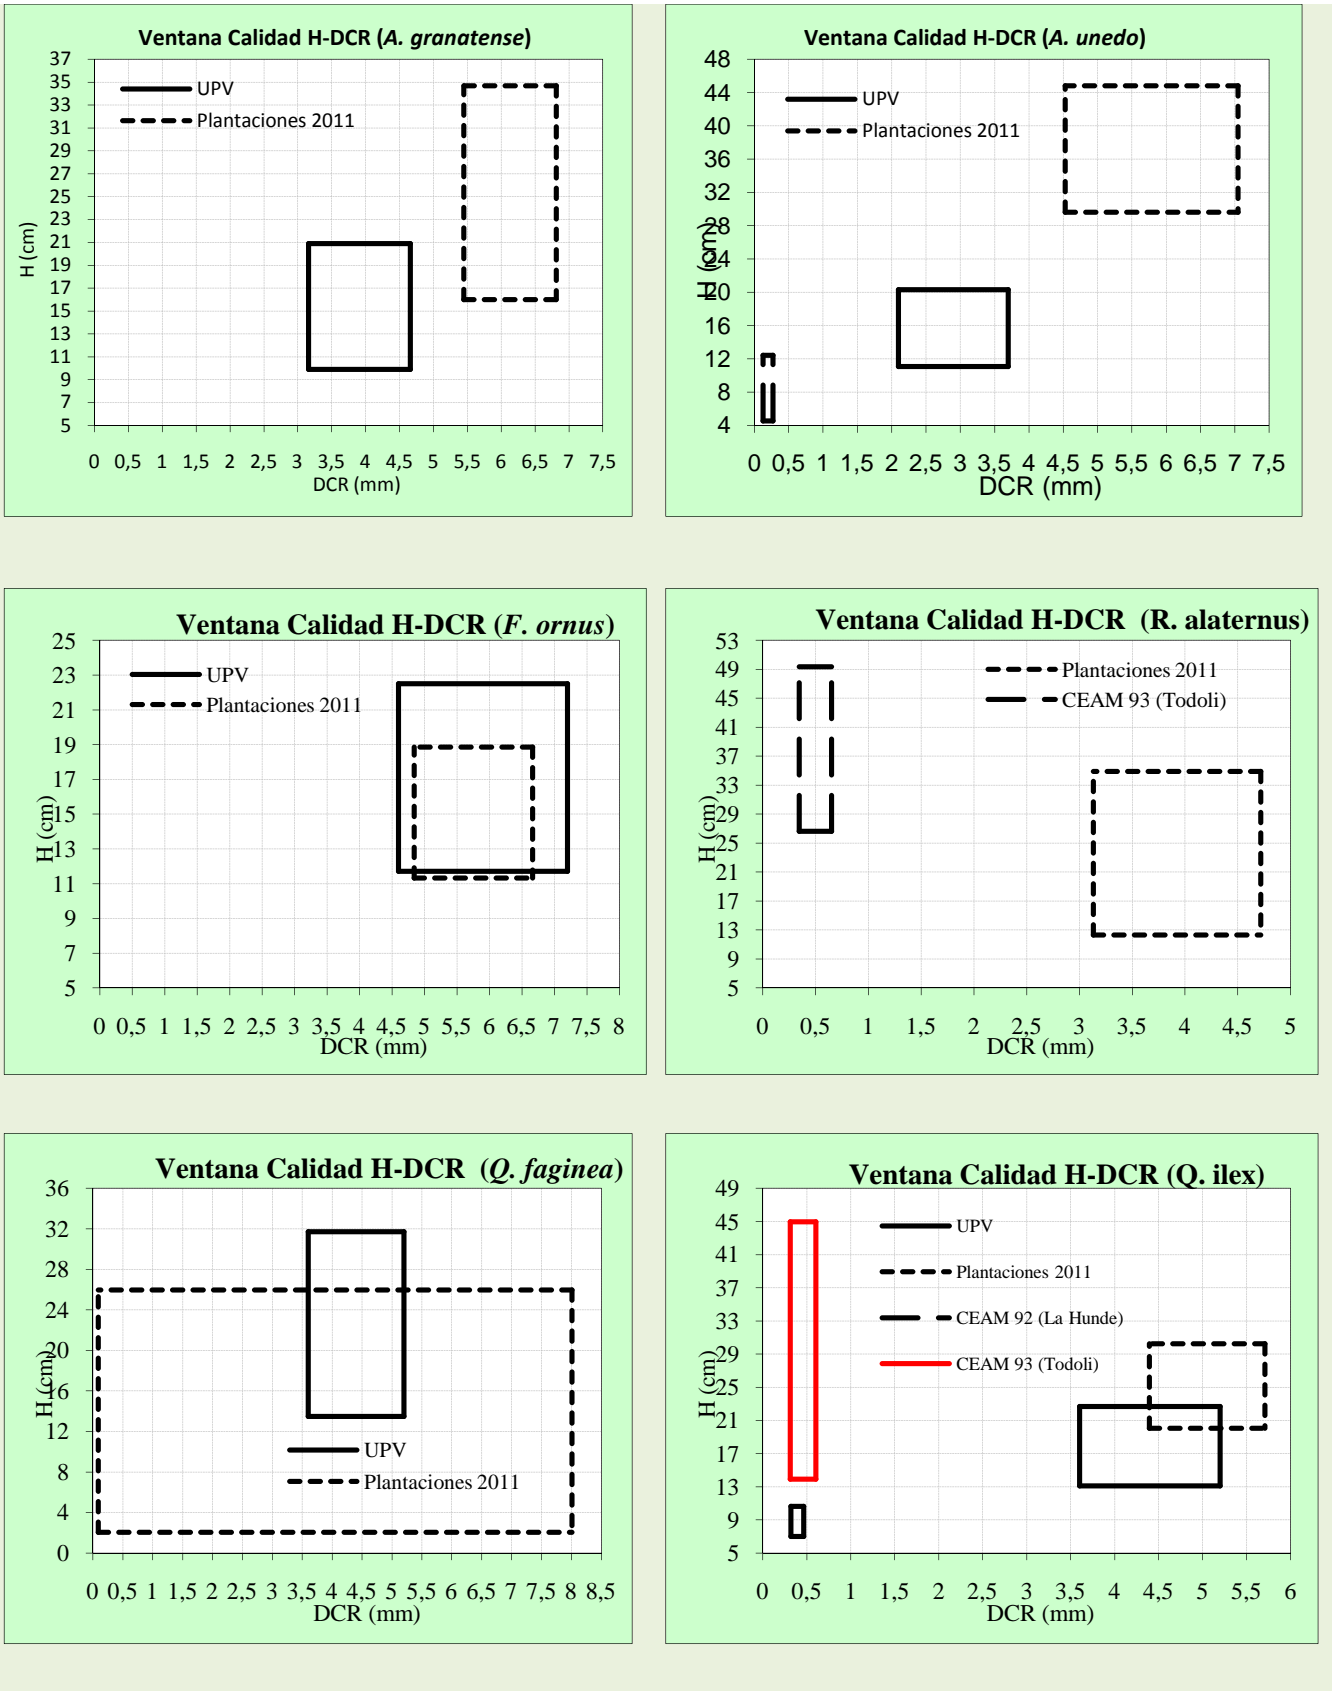 Ventana Calidad H-DCR (A. granatense)
37
35
33
31
29
27
25
23
21
19
17
15
13
11
9
7
5
H (cm)
UPV
Plantaciones 2011
0 0,5 1 1,5 2 2,5 3 3,5 4 4,5 5 5,5 6 6,5 7 7,5
DCR (mm)
Ventana Calidad H-DCR (A. unedo)
48
44
40
36
32
28
24
20
16
12
8
4
H (cm)
UPV
Plantaciones 2011
0 0,5 1 1,5 2 2,5 3 3,5 4 4,5 5 5,5 6 6,5 7 7,5
DCR (mm)
Ventana Calidad H-DCR (F. ornus)
25
23
21
19
17
15
13
11
9
7
5
H (cm)
UPV
Plantaciones 2011
0 0,5 1 1,5 2 2,5 3 3,5 4 4,5 5 5,5 6 6,5 7 7,5 8
DCR (mm)
Ventana Calidad H-DCR (R. alaternus)
53
49
45
41
37
33
29
25
21
17
13
9
5
H (cm)
Plantaciones 2011
CEAM 93 (Todoli)
0 0,5 1 1,5 2 2,5 3 3,5 4 4,5 5
DCR (mm)
Ventana Calidad H-DCR (Q. faginea)
36
32
28
24
20
16
12
8
4
0
H (cm)
UPV
Plantaciones 2011
0 0,5 1 1,5 2 2,5 3 3,5 4 4,5 5 5,5 6 6,5 7 7,5 8 8,5
DCR (mm)
Ventana Calidad H-DCR (Q. ilex)
49
45
41
37
33
29
25
21
17
13
9
5
H (cm)
UPV
Plantaciones 2011
CEAM 92 (La Hunde)
CEAM 93 (Todoli)
0 0,5 1 1,5 2 2,5 3 3,5 4 4,5 5 5,5 6
DCR (mm)